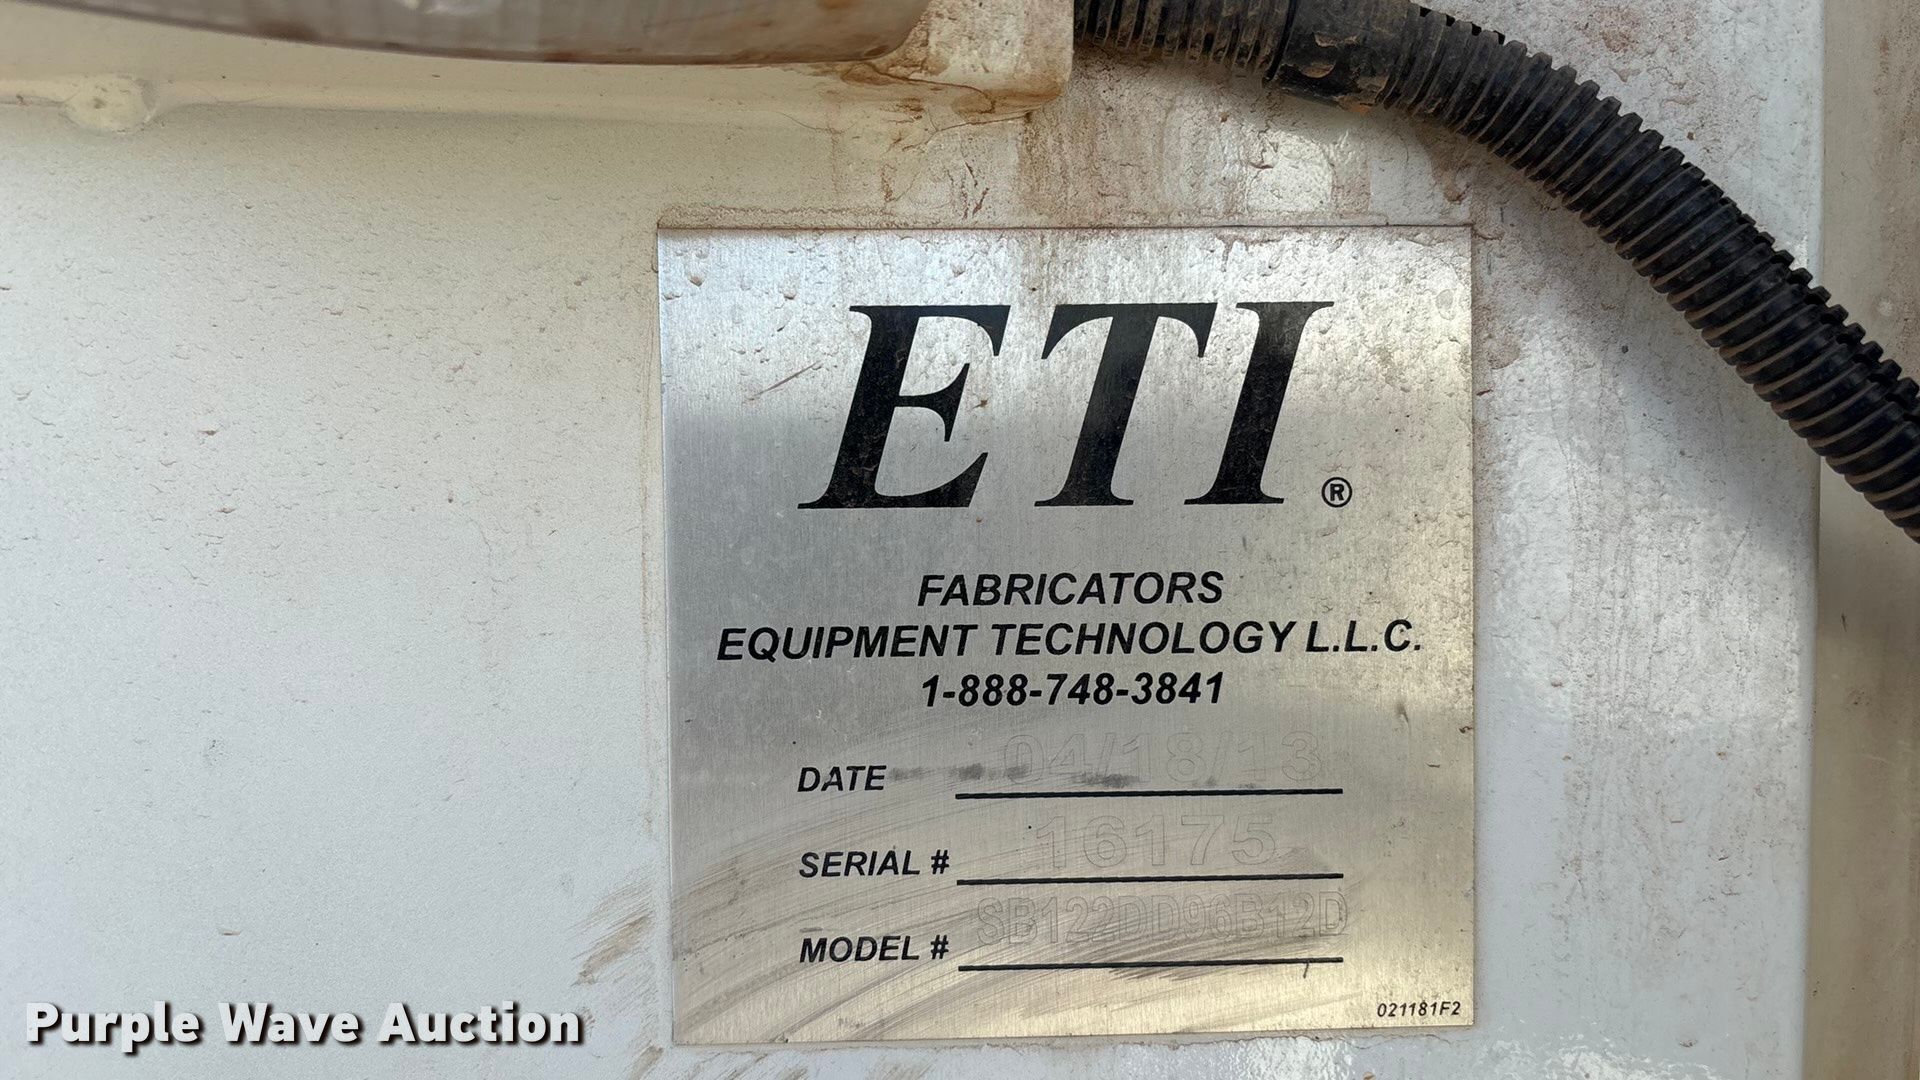 ETI®
FABRICATORS
EQUIPMENT TECHNOLOGY L.L.C.
1-888-748-3841
DATE 04/18/13
SERIAL # 16175
MODEL # SB122DD96B12D
021181F2
Purple Wave Auction